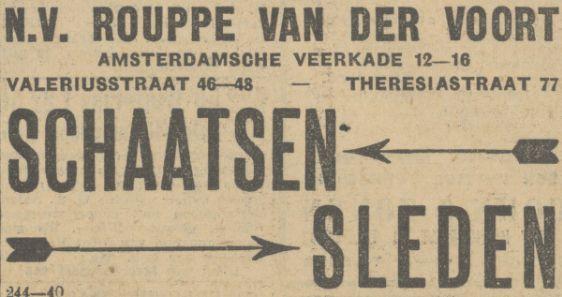 N.V. ROUPPE VAN DER VOORT
AMSTERDAMSCHE VEERKADE 12—16
VALERIUSSTRAAT 46—48 — THERESIASTRAAT 77
SCHAATSEN
SLEDEN
244—40